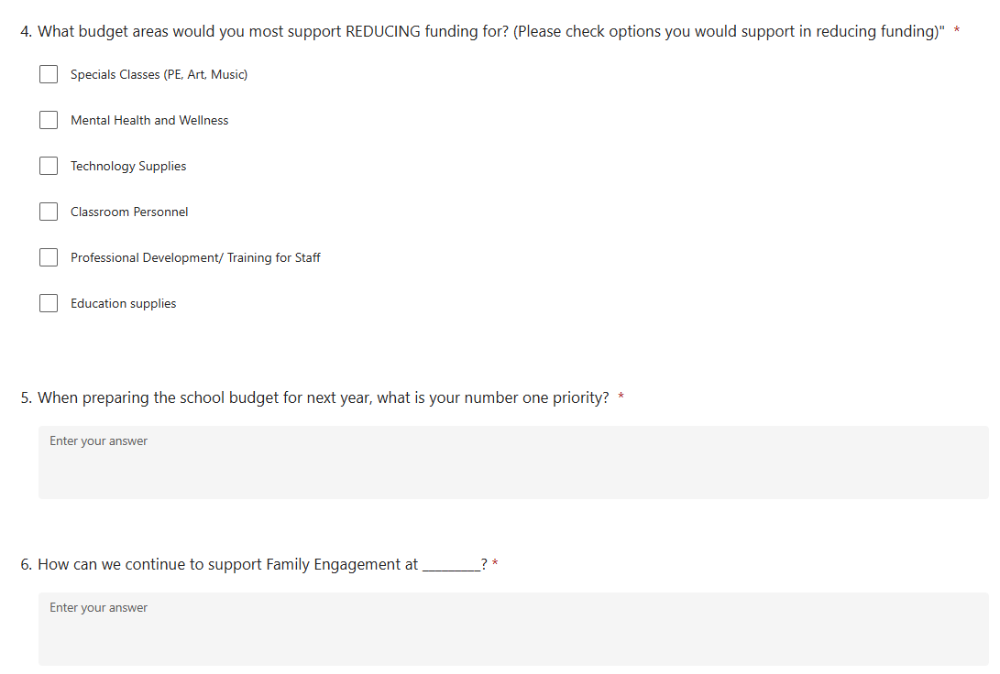 4. What budget areas would you most support REDUCING funding for? (Please check options you would support in reducing funding)" *
Specials Classes (PE, Art, Music)
Mental Health and Wellness
Technology Supplies
Classroom Personnel
Professional Development/ Training for Staff
Education supplies
5. When preparing the school budget for next year, what is your number one priority? *
Enter your answer
6. How can we continue to support Family Engagement at ________? *
Enter your answer